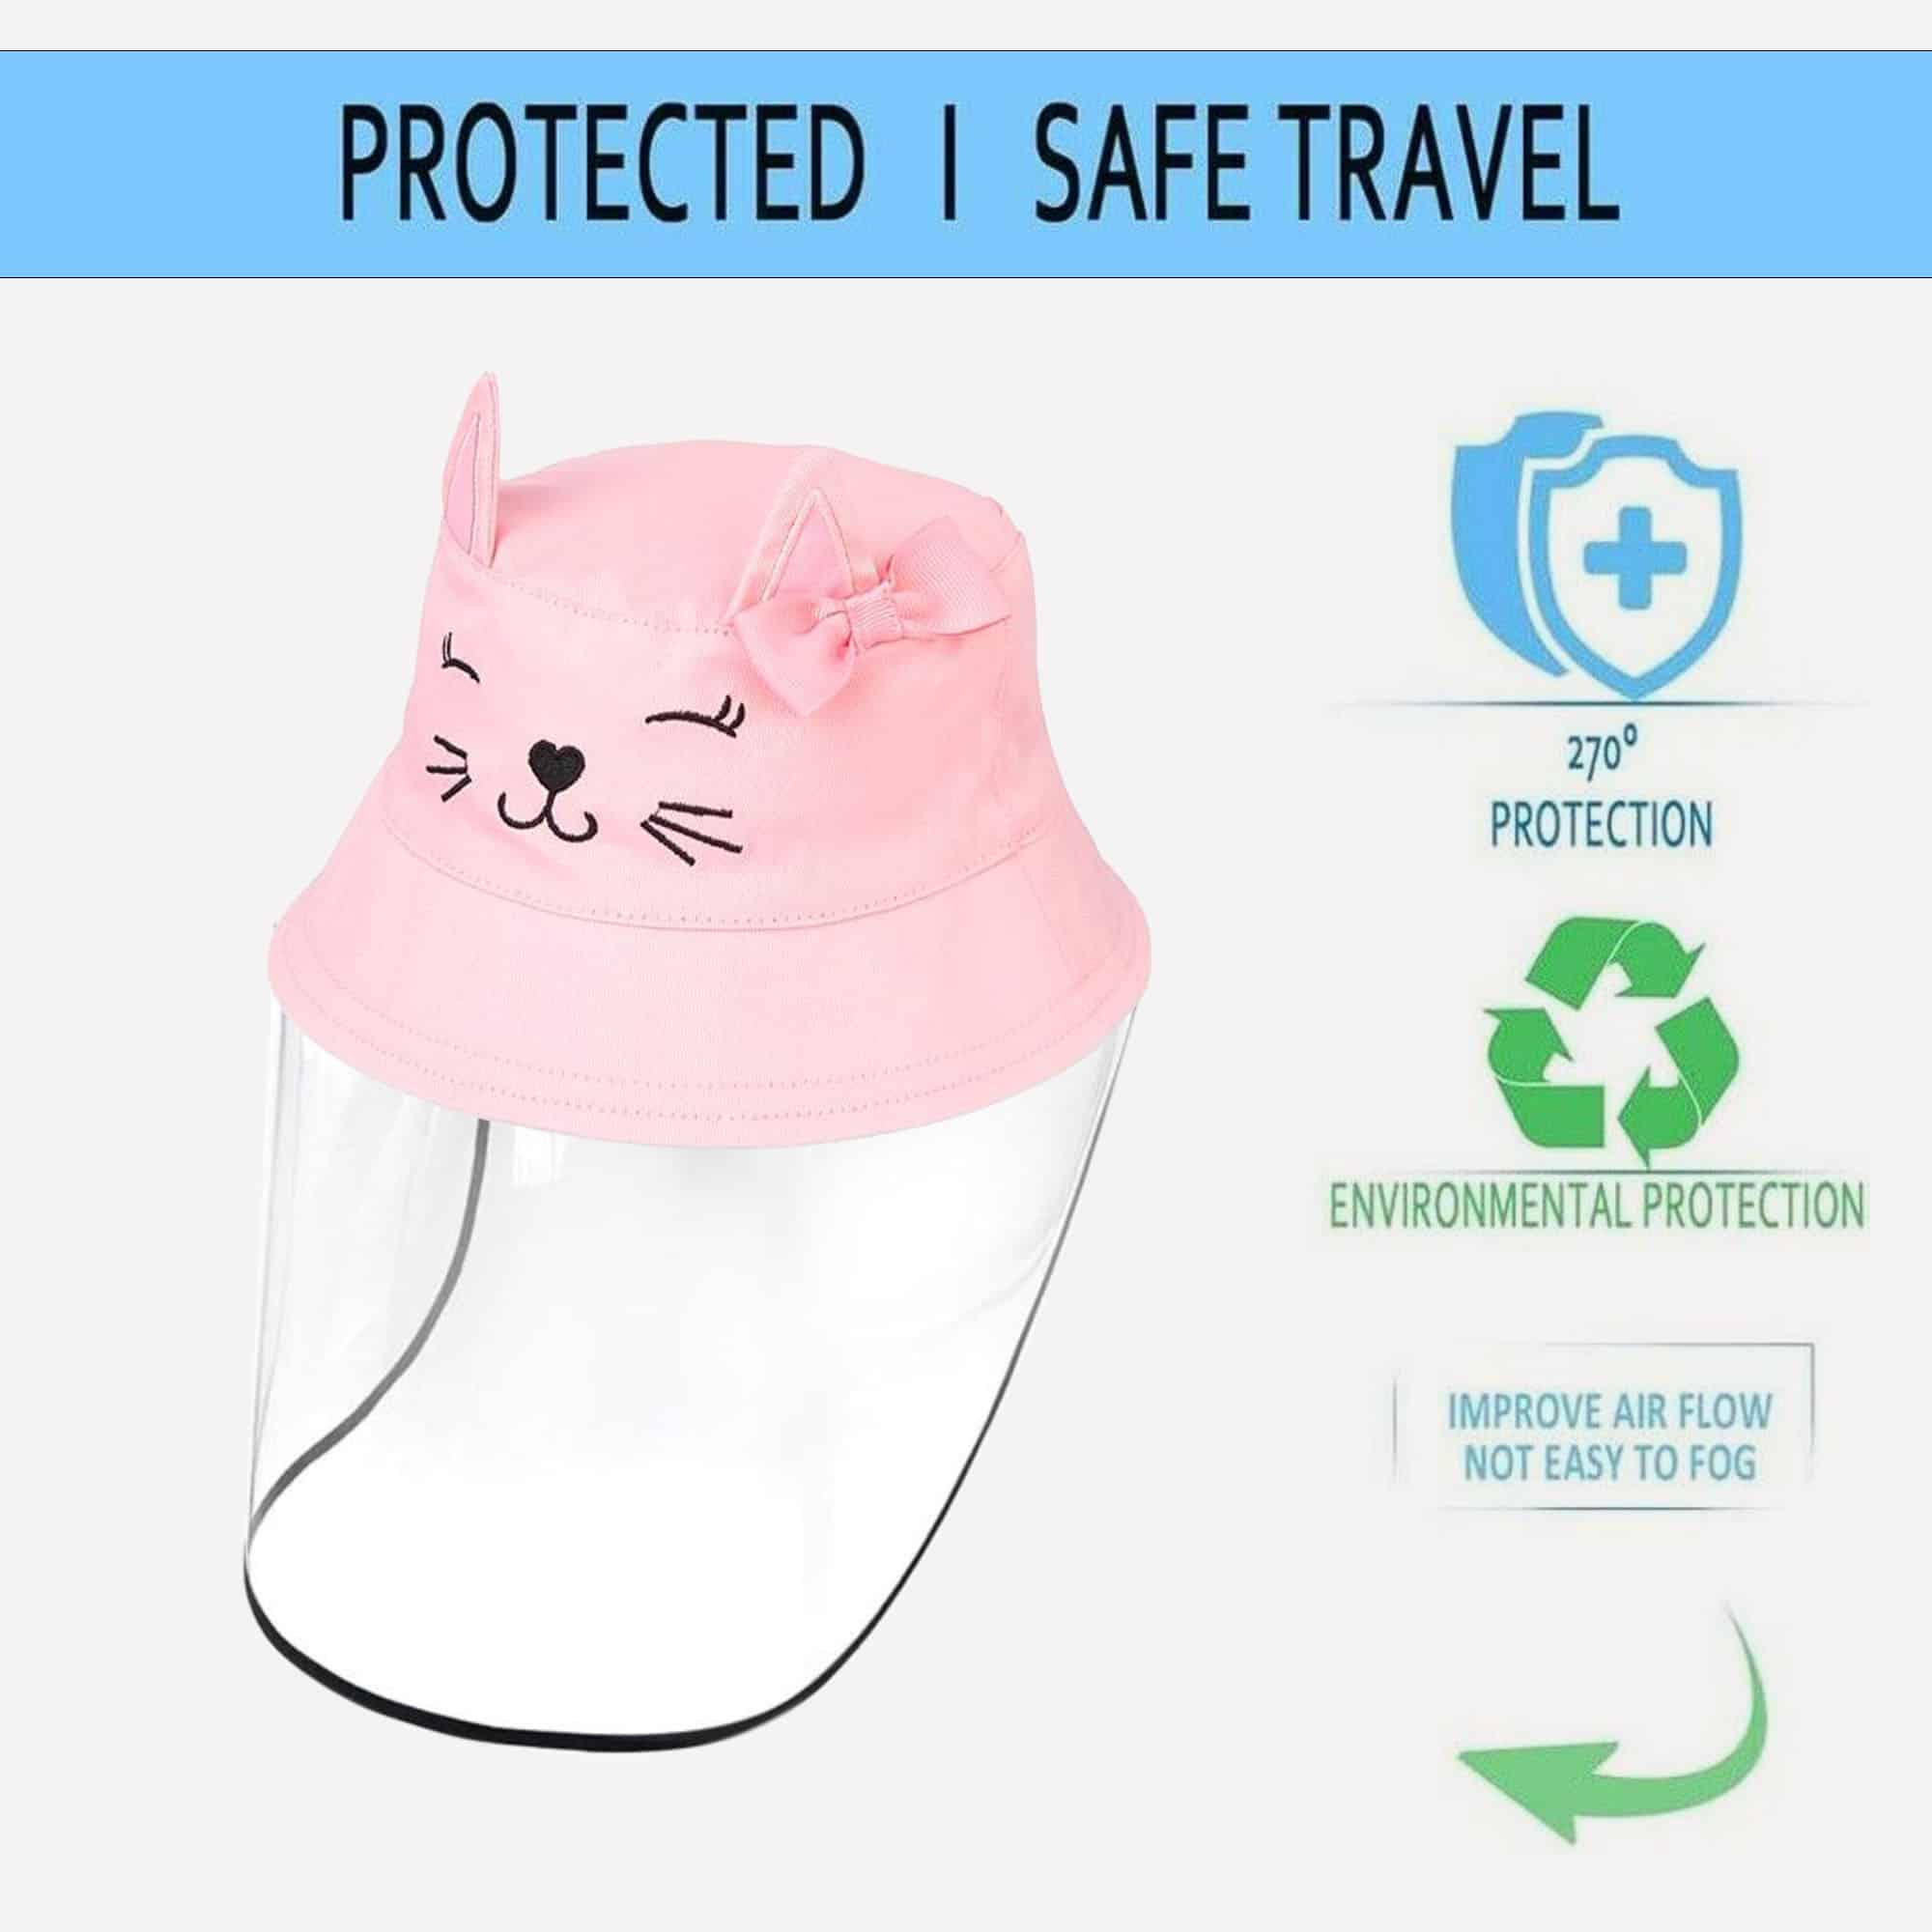 PROTECTED | SAFE TRAVEL
270°
PROTECTION
ENVIRONMENTAL PROTECTION
IMPROVE AIR FLOW
NOT EASY TO FOG